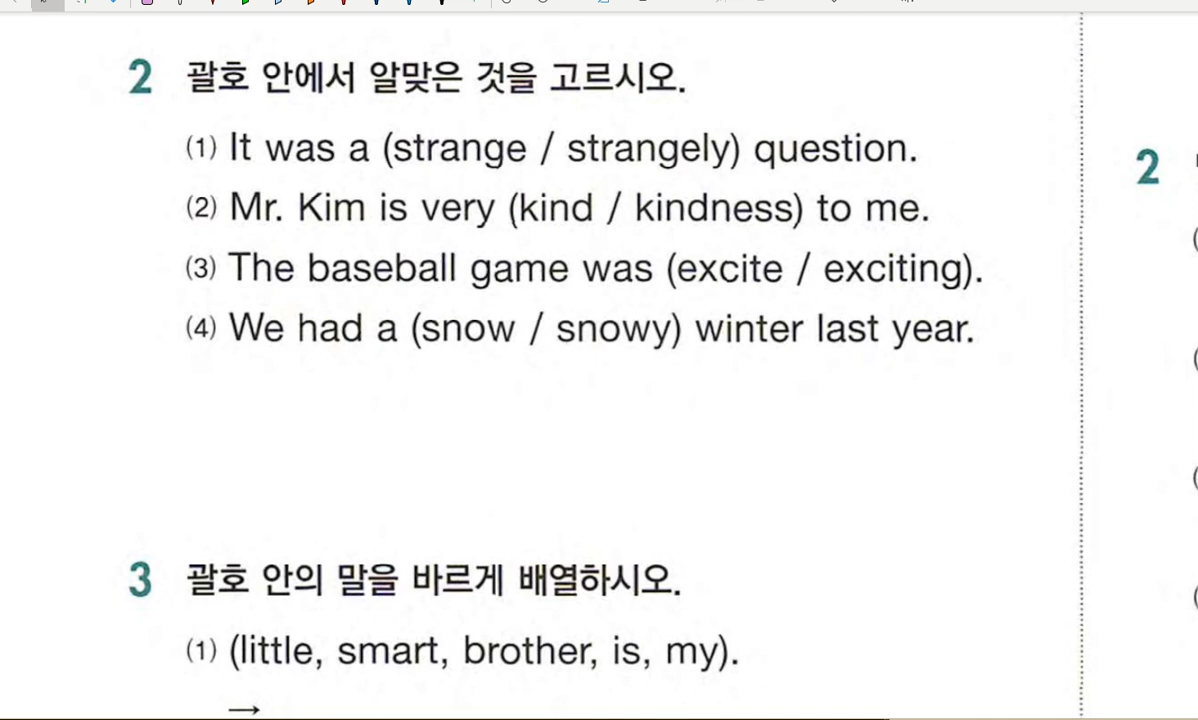 2 괄호 안에서 알맞은 것을 고르시오.
(1) It was a (strange / strangely) question.
(2) Mr. Kim is very (kind / kindness) to me.
(3) The baseball game was (excite / exciting).
(4) We had a (snow / snowy) winter last year.
3 괄호 안의 말을 바르게 배열하시오.
(1) (little, smart, brother, is, my).
→
2